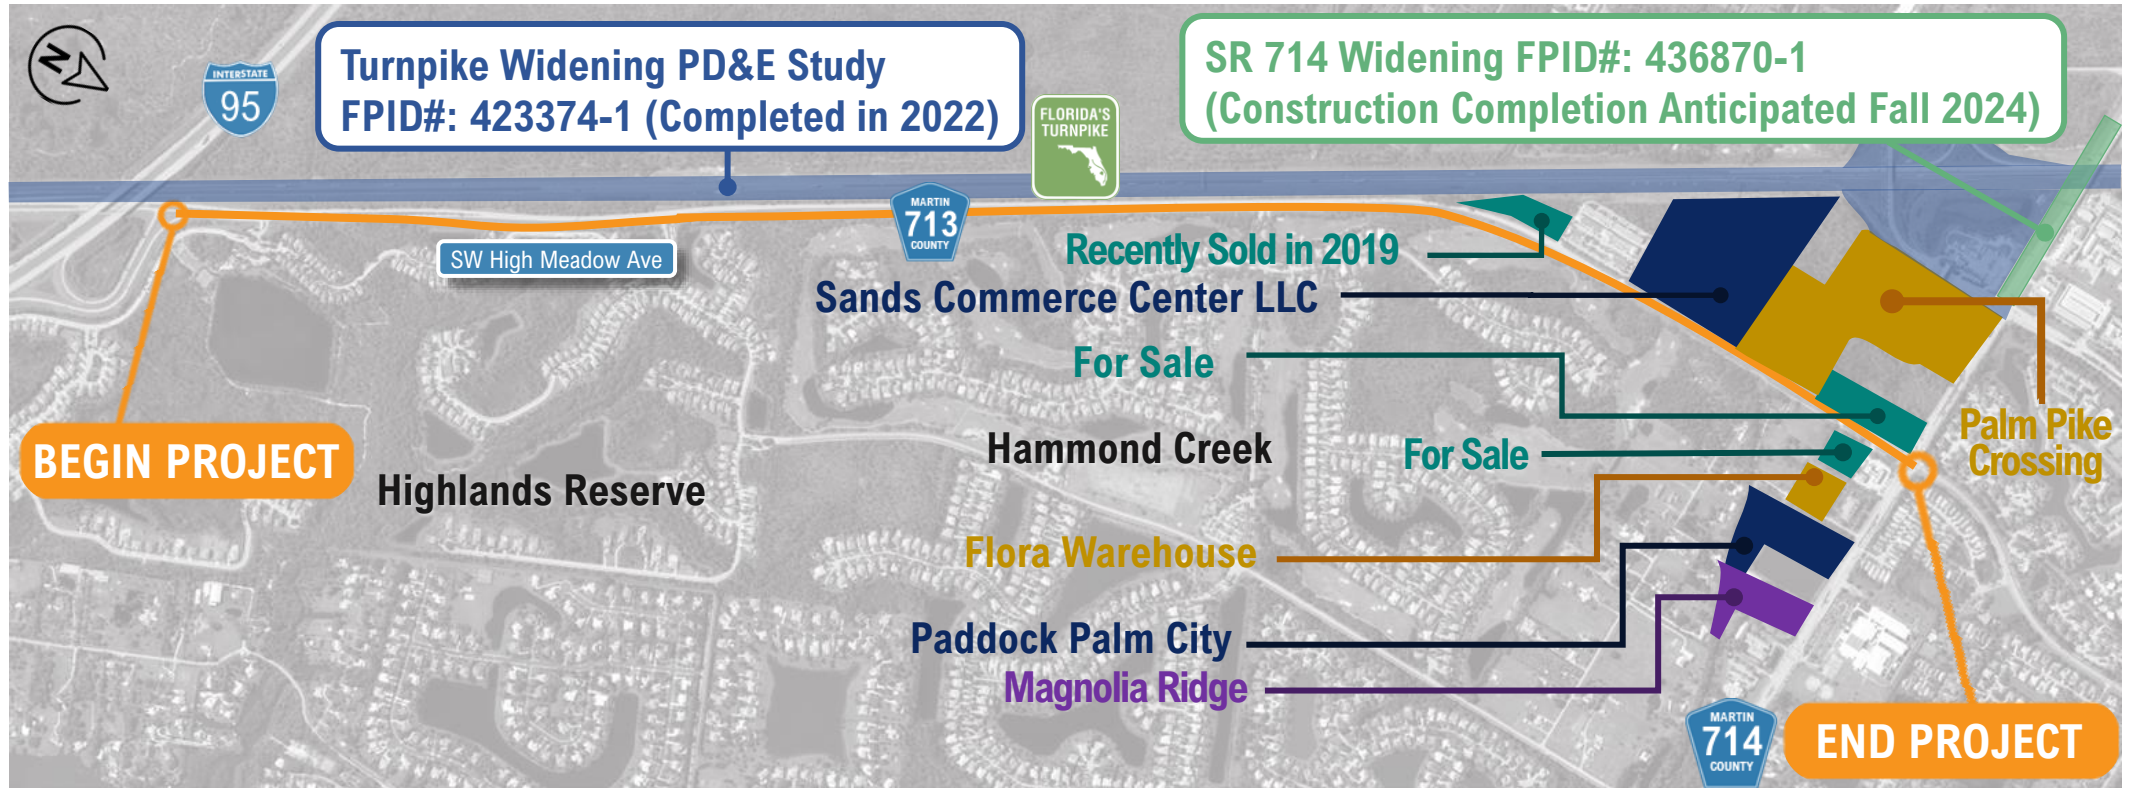 N
INTERSTATE
95
Turnpike Widening PD&E Study
FPID#: 423374-1 (Completed in 2022)
FLORIDA'S
TURNPIKE
SR 714 Widening FPID#: 436870-1
(Construction Completion Anticipated Fall 2024)
MARTIN
713
COUNTY
SW High Meadow Ave
Recently Sold in 2019
Sands Commerce Center LLC
For Sale
Hammond Creek
For Sale
Palm Pike
Crossing
BEGIN PROJECT
Highlands Reserve
Flora Warehouse
Paddock Palm City
Magnolia Ridge
MARTIN
714
COUNTY
END PROJECT